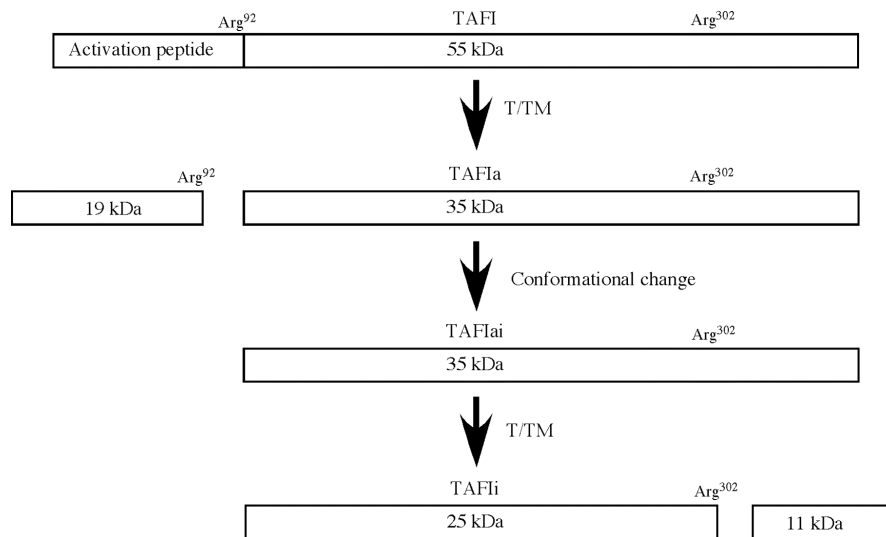 Arg92 TAFI Arg302
Activation peptide 55 kDa
T/TM
Arg92 TAFIa Arg302
19 kDa 35 kDa
Conformational change
TAFIai Arg302
35 kDa
T/TM
TAFIi Arg302
25 kDa 11 kDa